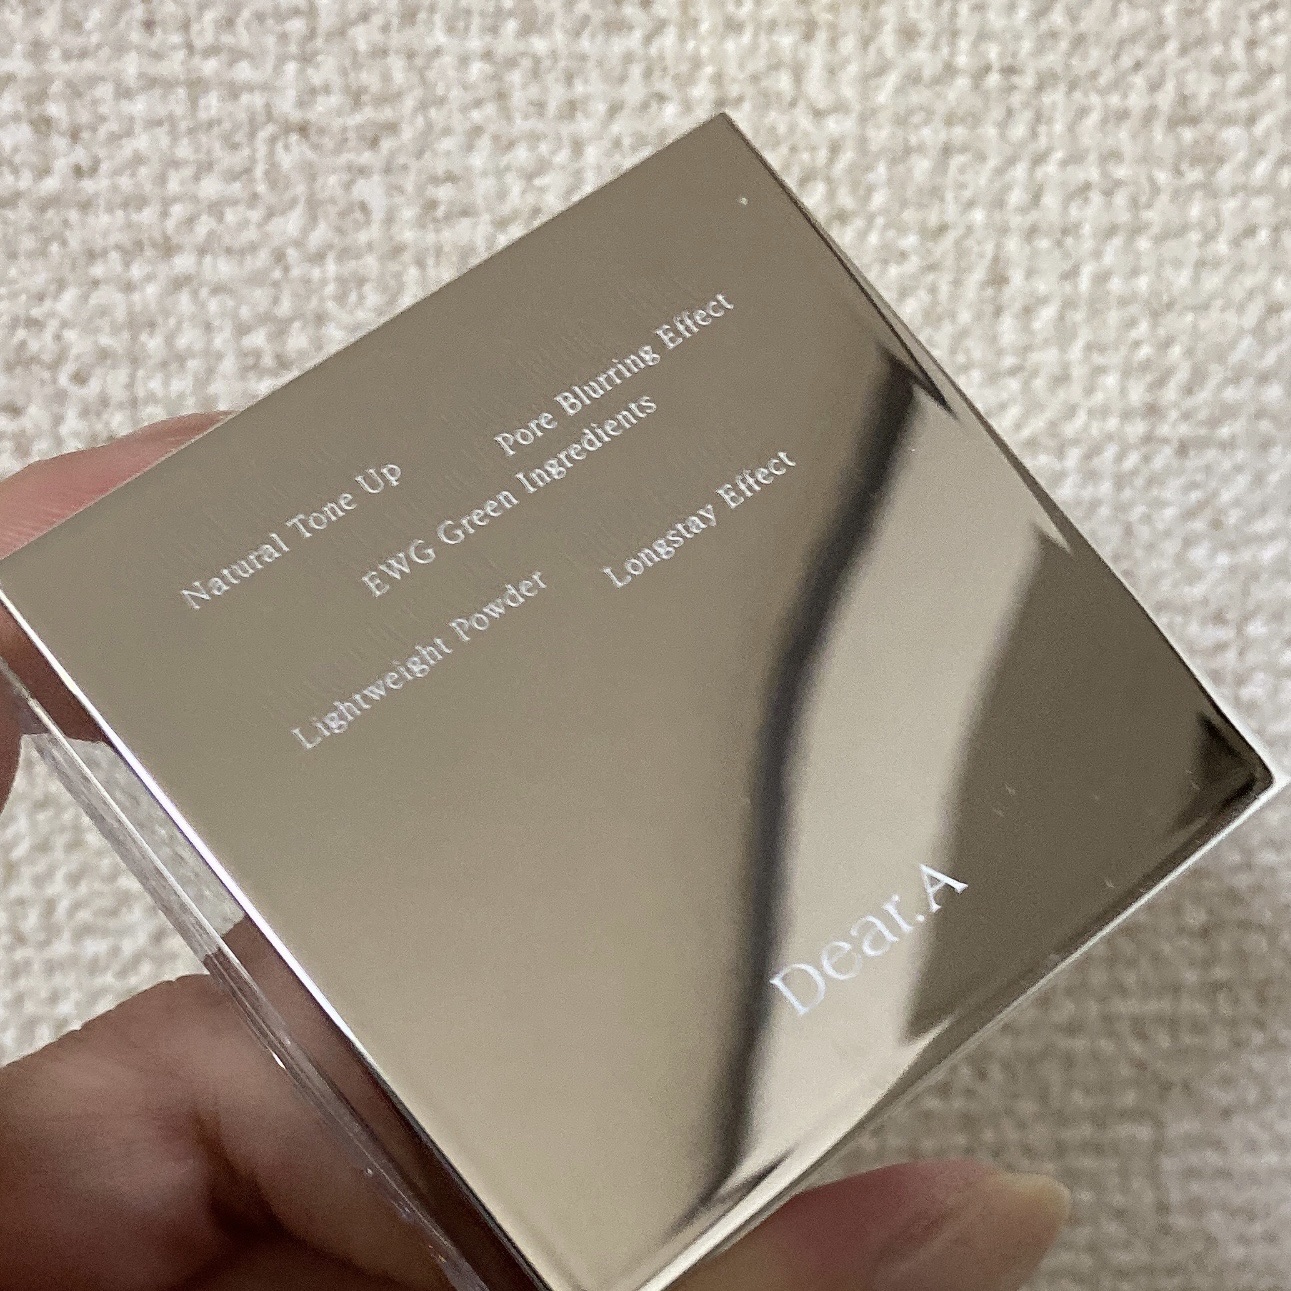 Natural Tone Up Pore Blurring Effect
EWG Green Ingredients
Lightweight Powder Longstay Effect
Dear.A